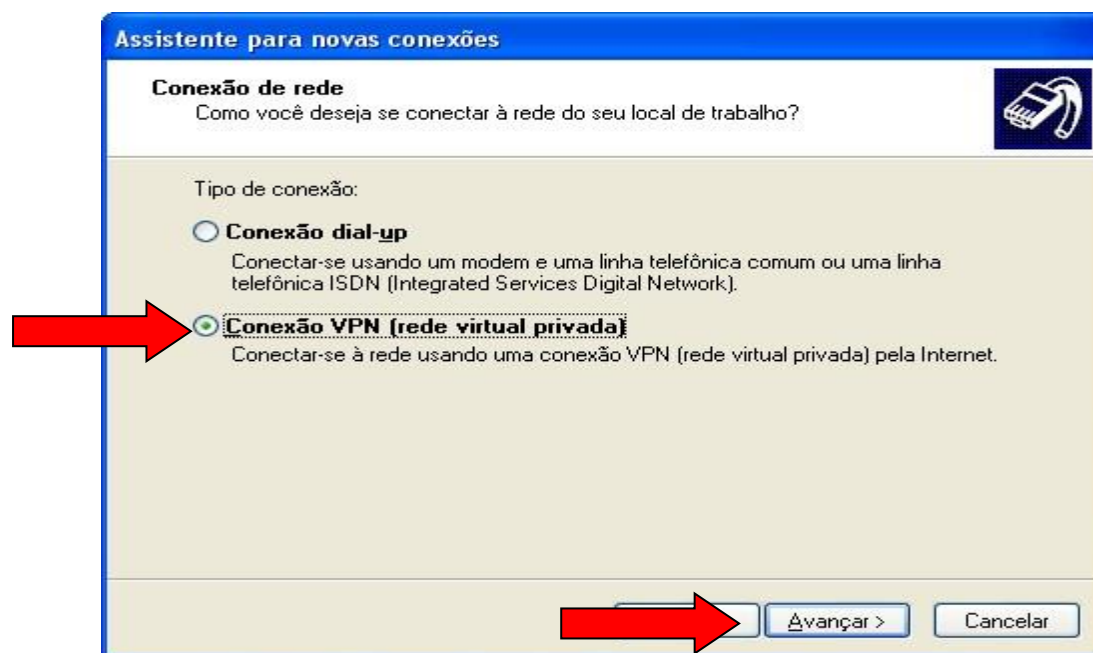 Assistente para novas conexões
Conexão de rede
Como você deseja se conectar à rede do seu local de trabalho?
Tipo de conexão:
Conexão dial-up
Conectar-se usando um modem e uma linha telefônica comum ou uma linha
telefônica ISDN (Integrated Services Digital Network).
Conexão VPN (rede virtual privada)
Conectar-se à rede usando uma conexão VPN (rede virtual privada) pela Internet.
Avançar >
Cancelar